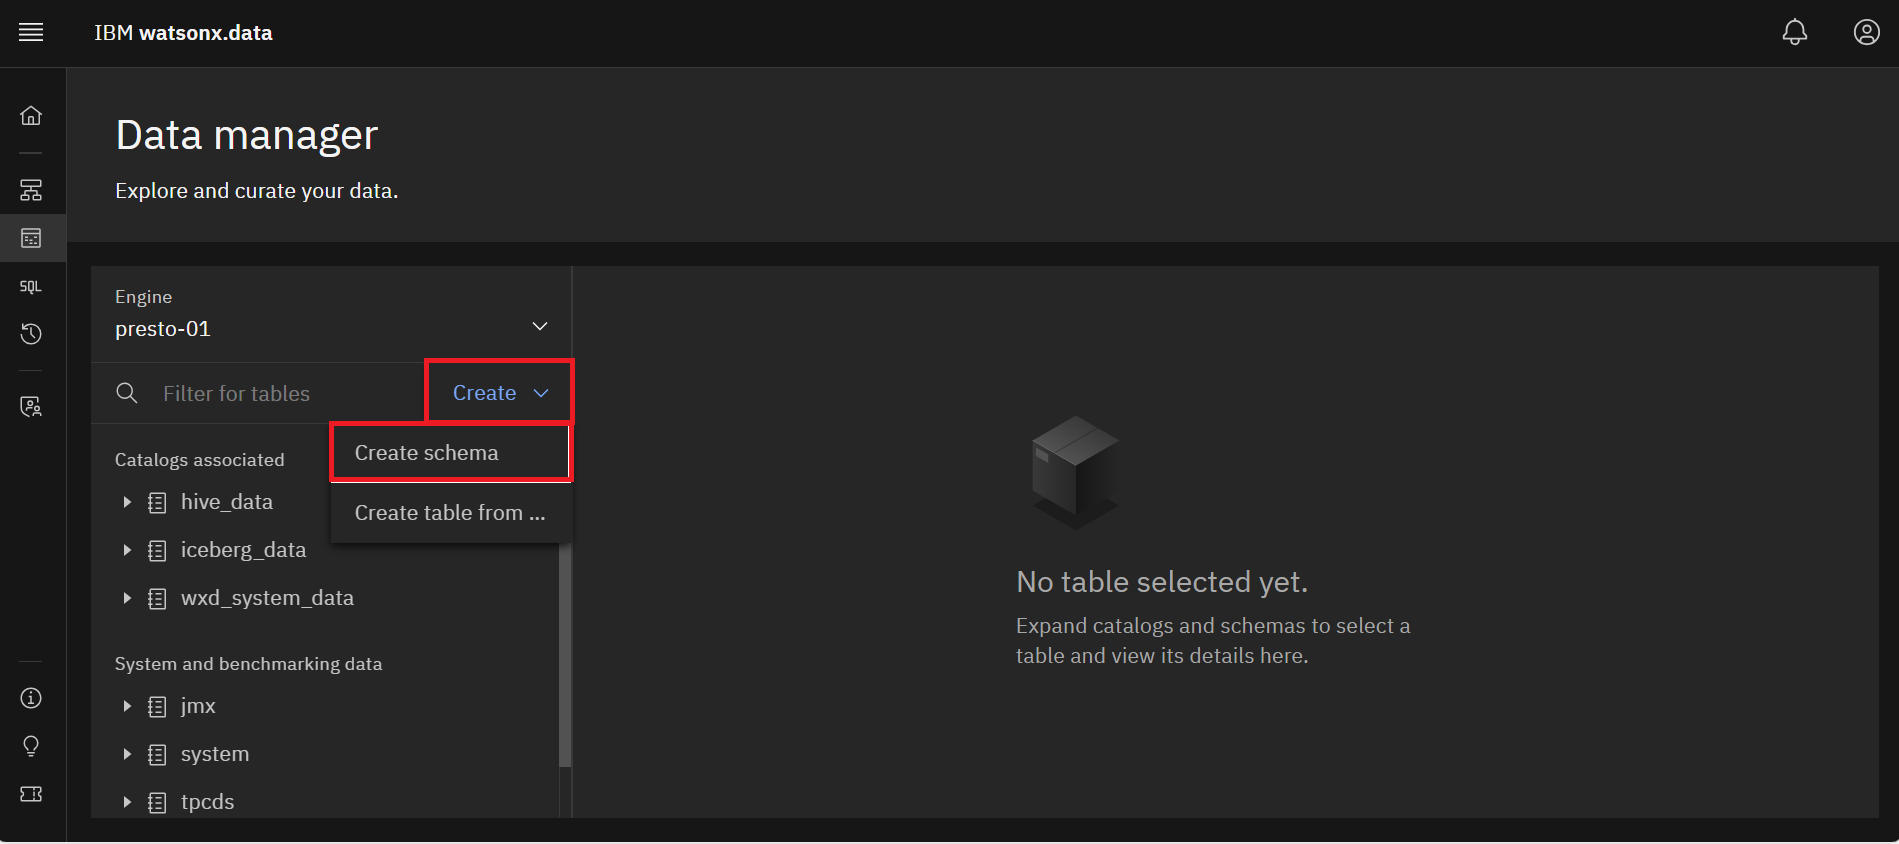 IBM watsonx.data
Data manager
Explore and curate your data.
SQL
Engine
presto-01
Filter for tables
Create
Create schema
Create table from ...
Catalogs associated
hive_data
iceberg_data
wxd_system_data
System and benchmarking data
jmx
system
tpcds
No table selected yet.
Expand catalogs and schemas to select a
table and view its details here.